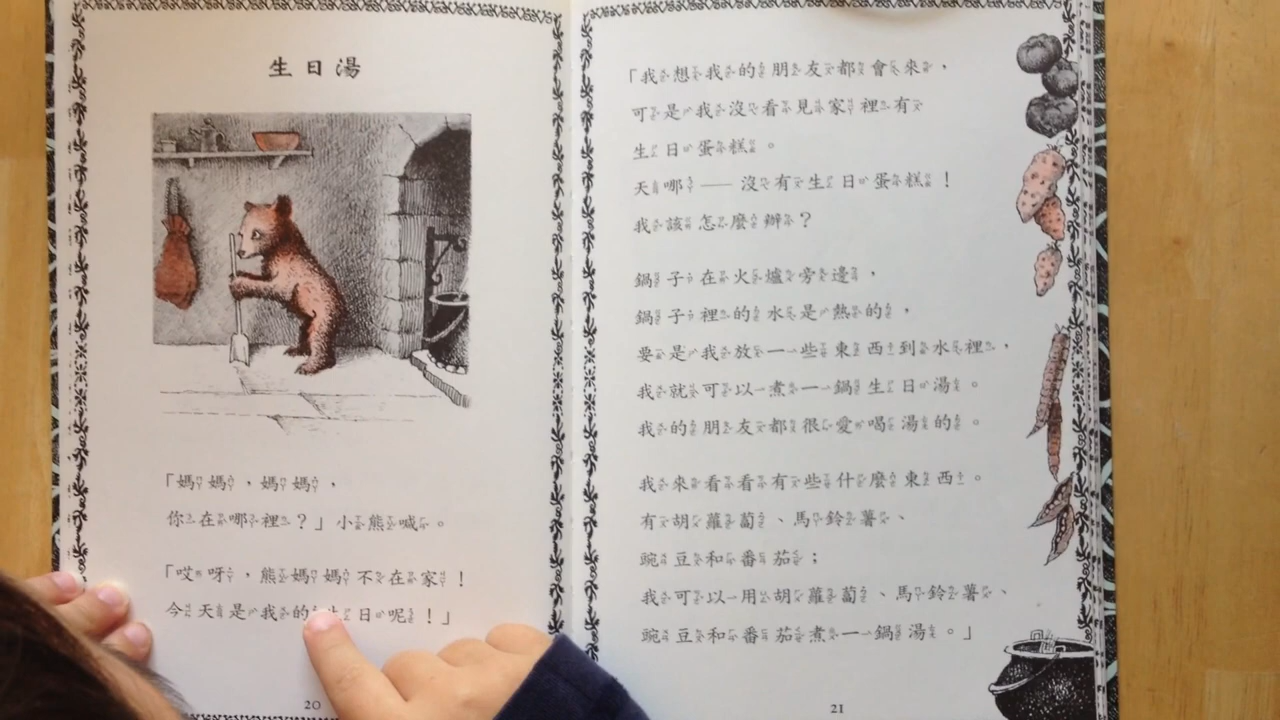 生日湯
「媽媽，媽媽，
你在哪裡？」小熊喊。
「哎呀，熊媽媽不在家！
今天是我的生日呢！」
20
「我想我的朋友都會來，
可是我沒看見家裡有
生日蛋糕。
天哪——沒有生日蛋糕！
我該怎麼辦？
鍋子在火爐旁邊，
鍋子裡的水是熱的，
要是我放一些東西到水裡，
我就可以煮一鍋生日湯。
我的朋友都很愛喝湯的。
我來看看有些什麼東西。
有胡蘿蔔、馬鈴薯、
豌豆和番茄；
我可以用胡蘿蔔、馬鈴薯、
豌豆和番茄煮一鍋湯。」
21